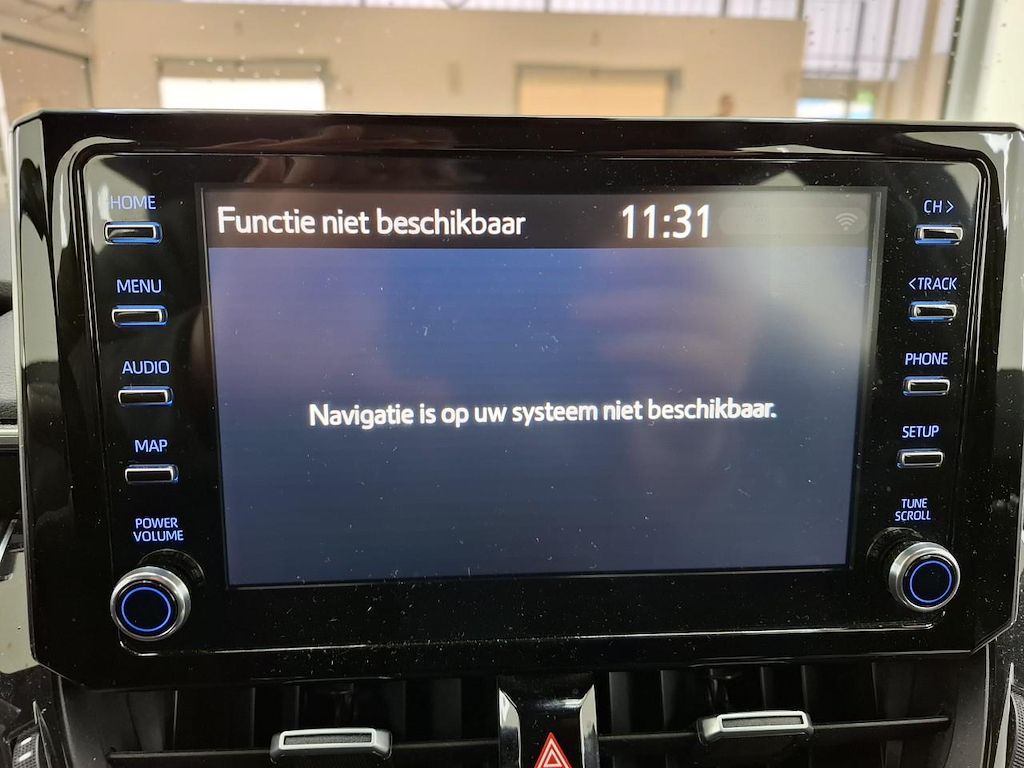 HOME
MENU
AUDIO
MAP
POWER
VOLUME
Functie niet beschikbaar 11:31
Navigatie is op uw systeem niet beschikbaar.
CH >
< TRACK
PHONE
SETUP
TUNE
SCROLL